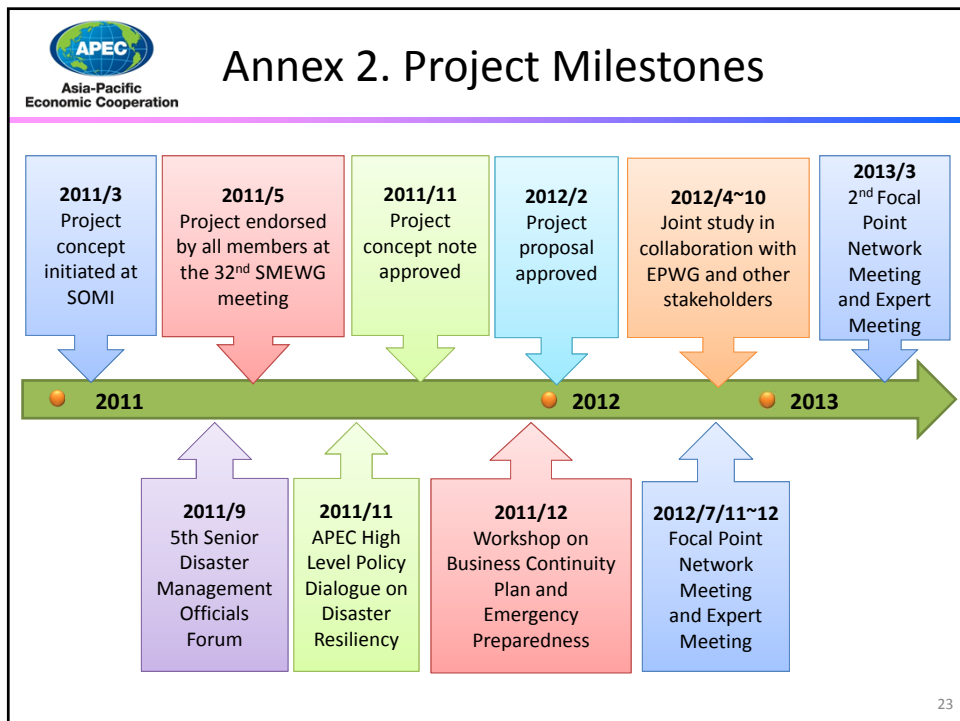 APEC
Asia-Pacific
Economic Cooperation
Annex 2. Project Milestones
2011/3
Project
concept
initiated at
SOMI
2011/5
Project endorsed
by all members at
the 32nd SMEWG
meeting
2011/11
Project
concept note
approved
2012/2
Project
proposal
approved
2012/4~10
Joint study in
collaboration with
EPWG and other
stakeholders
2013/3
2nd Focal
Point
Network
Meeting
and Expert
Meeting
2011
2012
2013
2011/9
5th Senior
Disaster
Management
Officials
Forum
2011/11
APEC High
Level Policy
Dialogue on
Disaster
Resiliency
2011/12
Workshop on
Business Continuity
Plan and
Emergency
Preparedness
2012/7/11~12
Focal Point
Network
Meeting
and Expert
Meeting
23